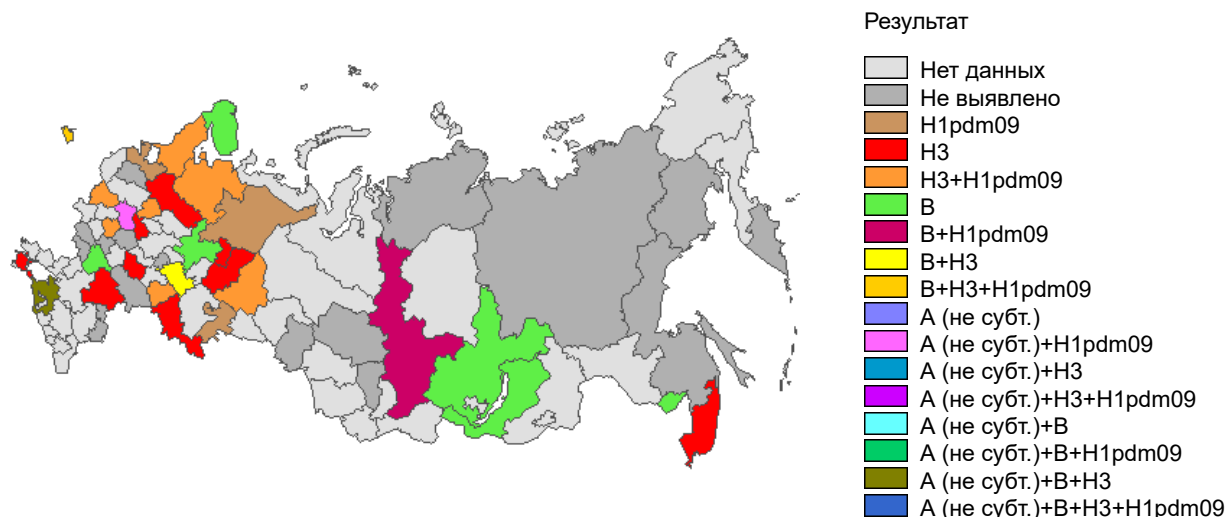 Результат
Нет данных
Не выявлено
H1pdm09
H3
H3+H1pdm09
B
B+H1pdm09
B+H3
B+H3+H1pdm09
А (не субт.)
А (не субт.)+H1pdm09
А (не субт.)+H3
А (не субт.)+H3+H1pdm09
А (не субт.)+B
А (не субт.)+B+H1pdm09
А (не субт.)+B+H3
А (не субт.)+B+H3+H1pdm09